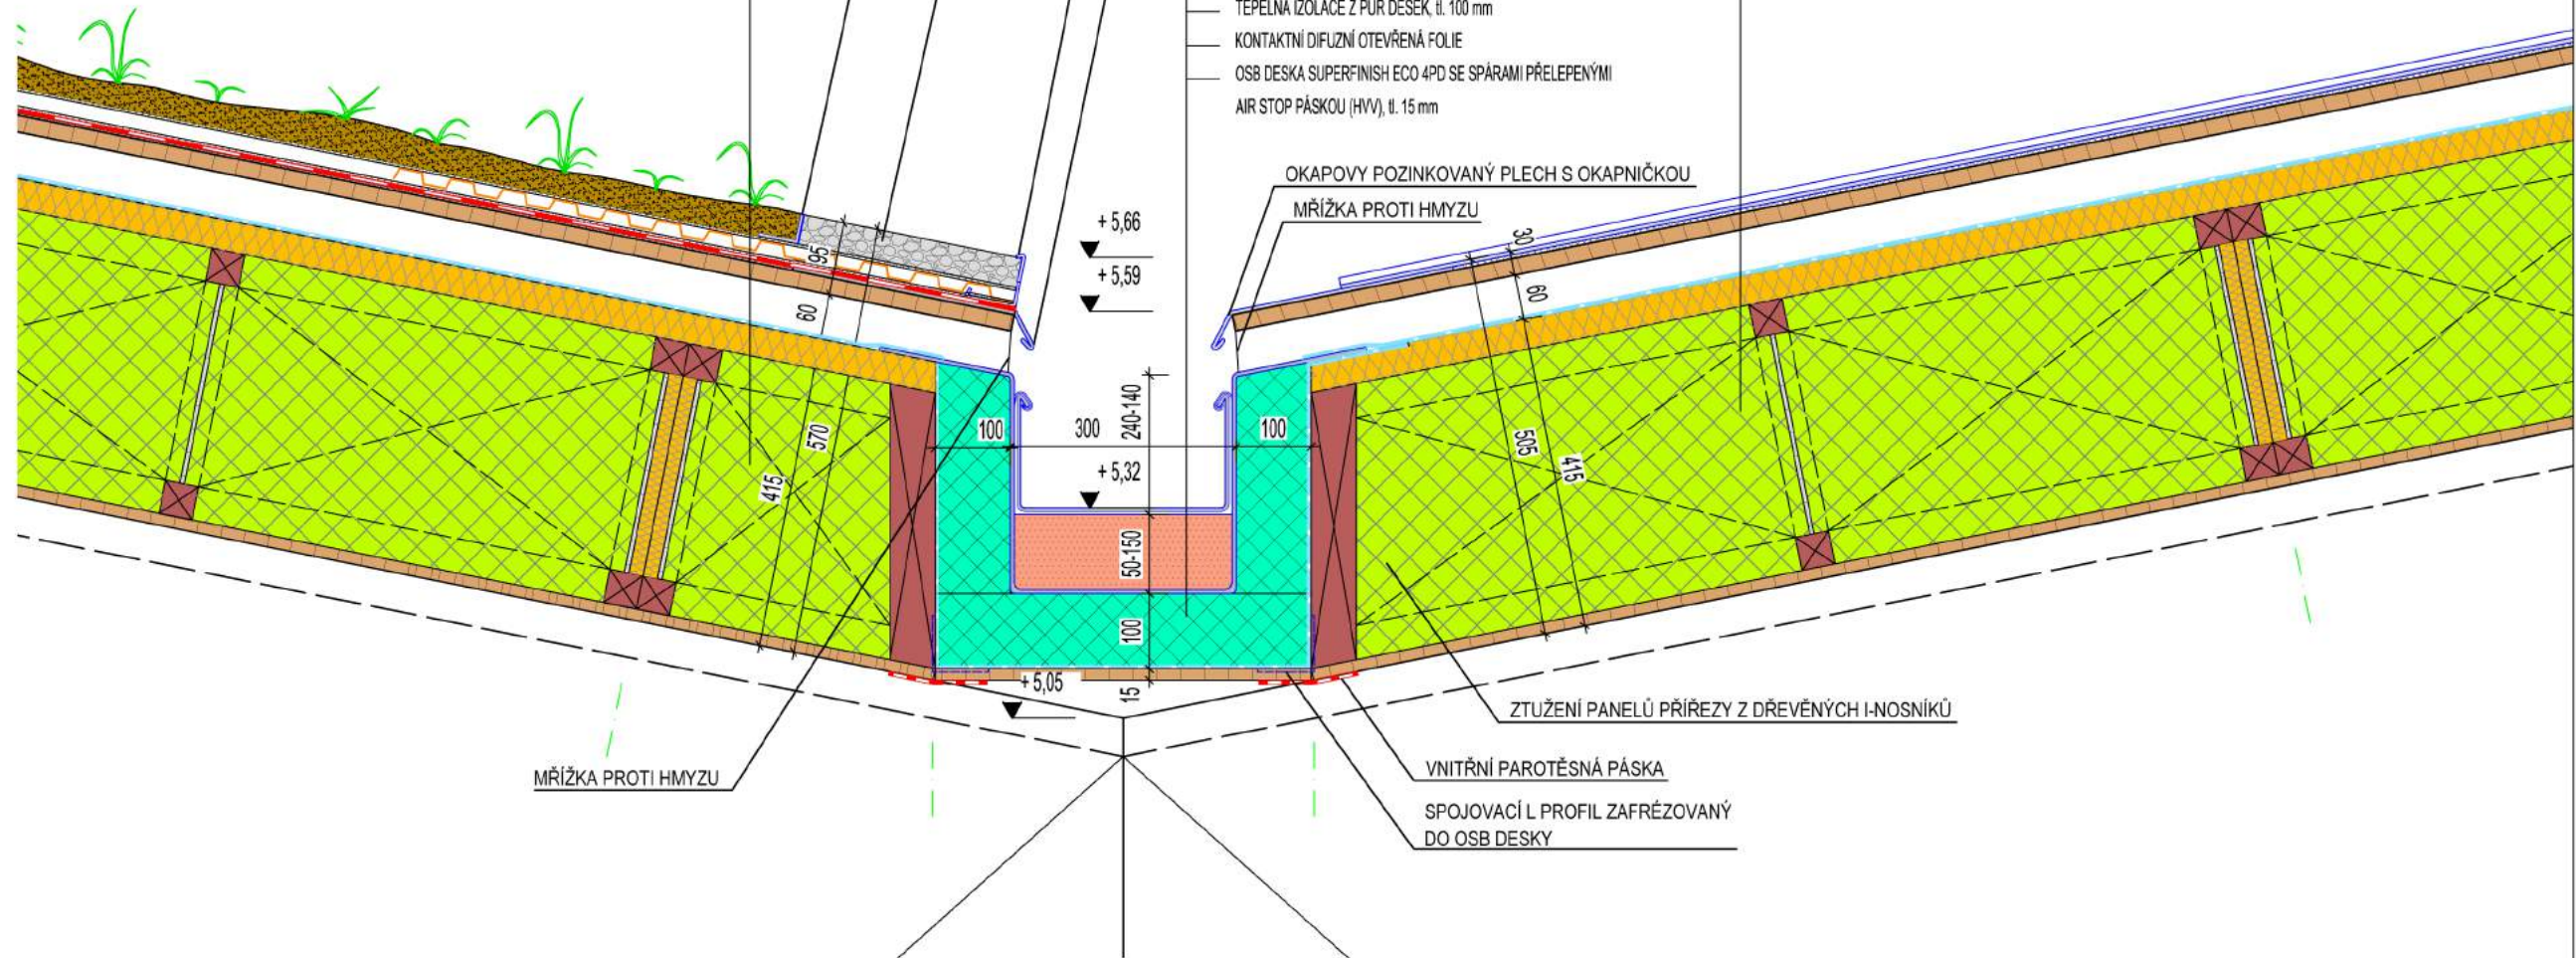 TEPELNÁ IZOLACE Z PUR DESEK, tl. 100 mm
KONTAKTNÍ DIFUZNÍ OTEVŘENÁ FOLIE
OSB DESKA SUPERFINISH ECO 4PD SE SPÁRAMI PŘELEPENÝMI
AIR STOP PÁSKOU (HVV), tl. 15 mm
OKAPOVY POZINKOVANÝ PLECH S OKAPNIČKOU
MŘÍŽKA PROTI HMYZU
+ 5,66
+ 5,59
95
60
30
60
240-140
100
300
100
570
415
505
415
+ 5,32
50-150
100
+ 5,05
15
ZTUŽENÍ PANELŮ PŘÍŘEZY Z DŘEVĚNÝCH I-NOSNÍKŮ
MŘÍŽKA PROTI HMYZU
VNITŘNÍ PAROTĚSNÁ PÁSKA
SPOJOVACÍ L PROFIL ZAFRÉZOVANÝ
DO OSB DESKY